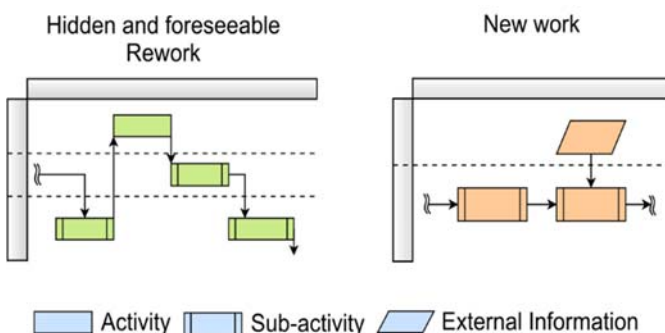 Hidden and foreseeable
Rework
New work
Activity
Sub-activity
External Information